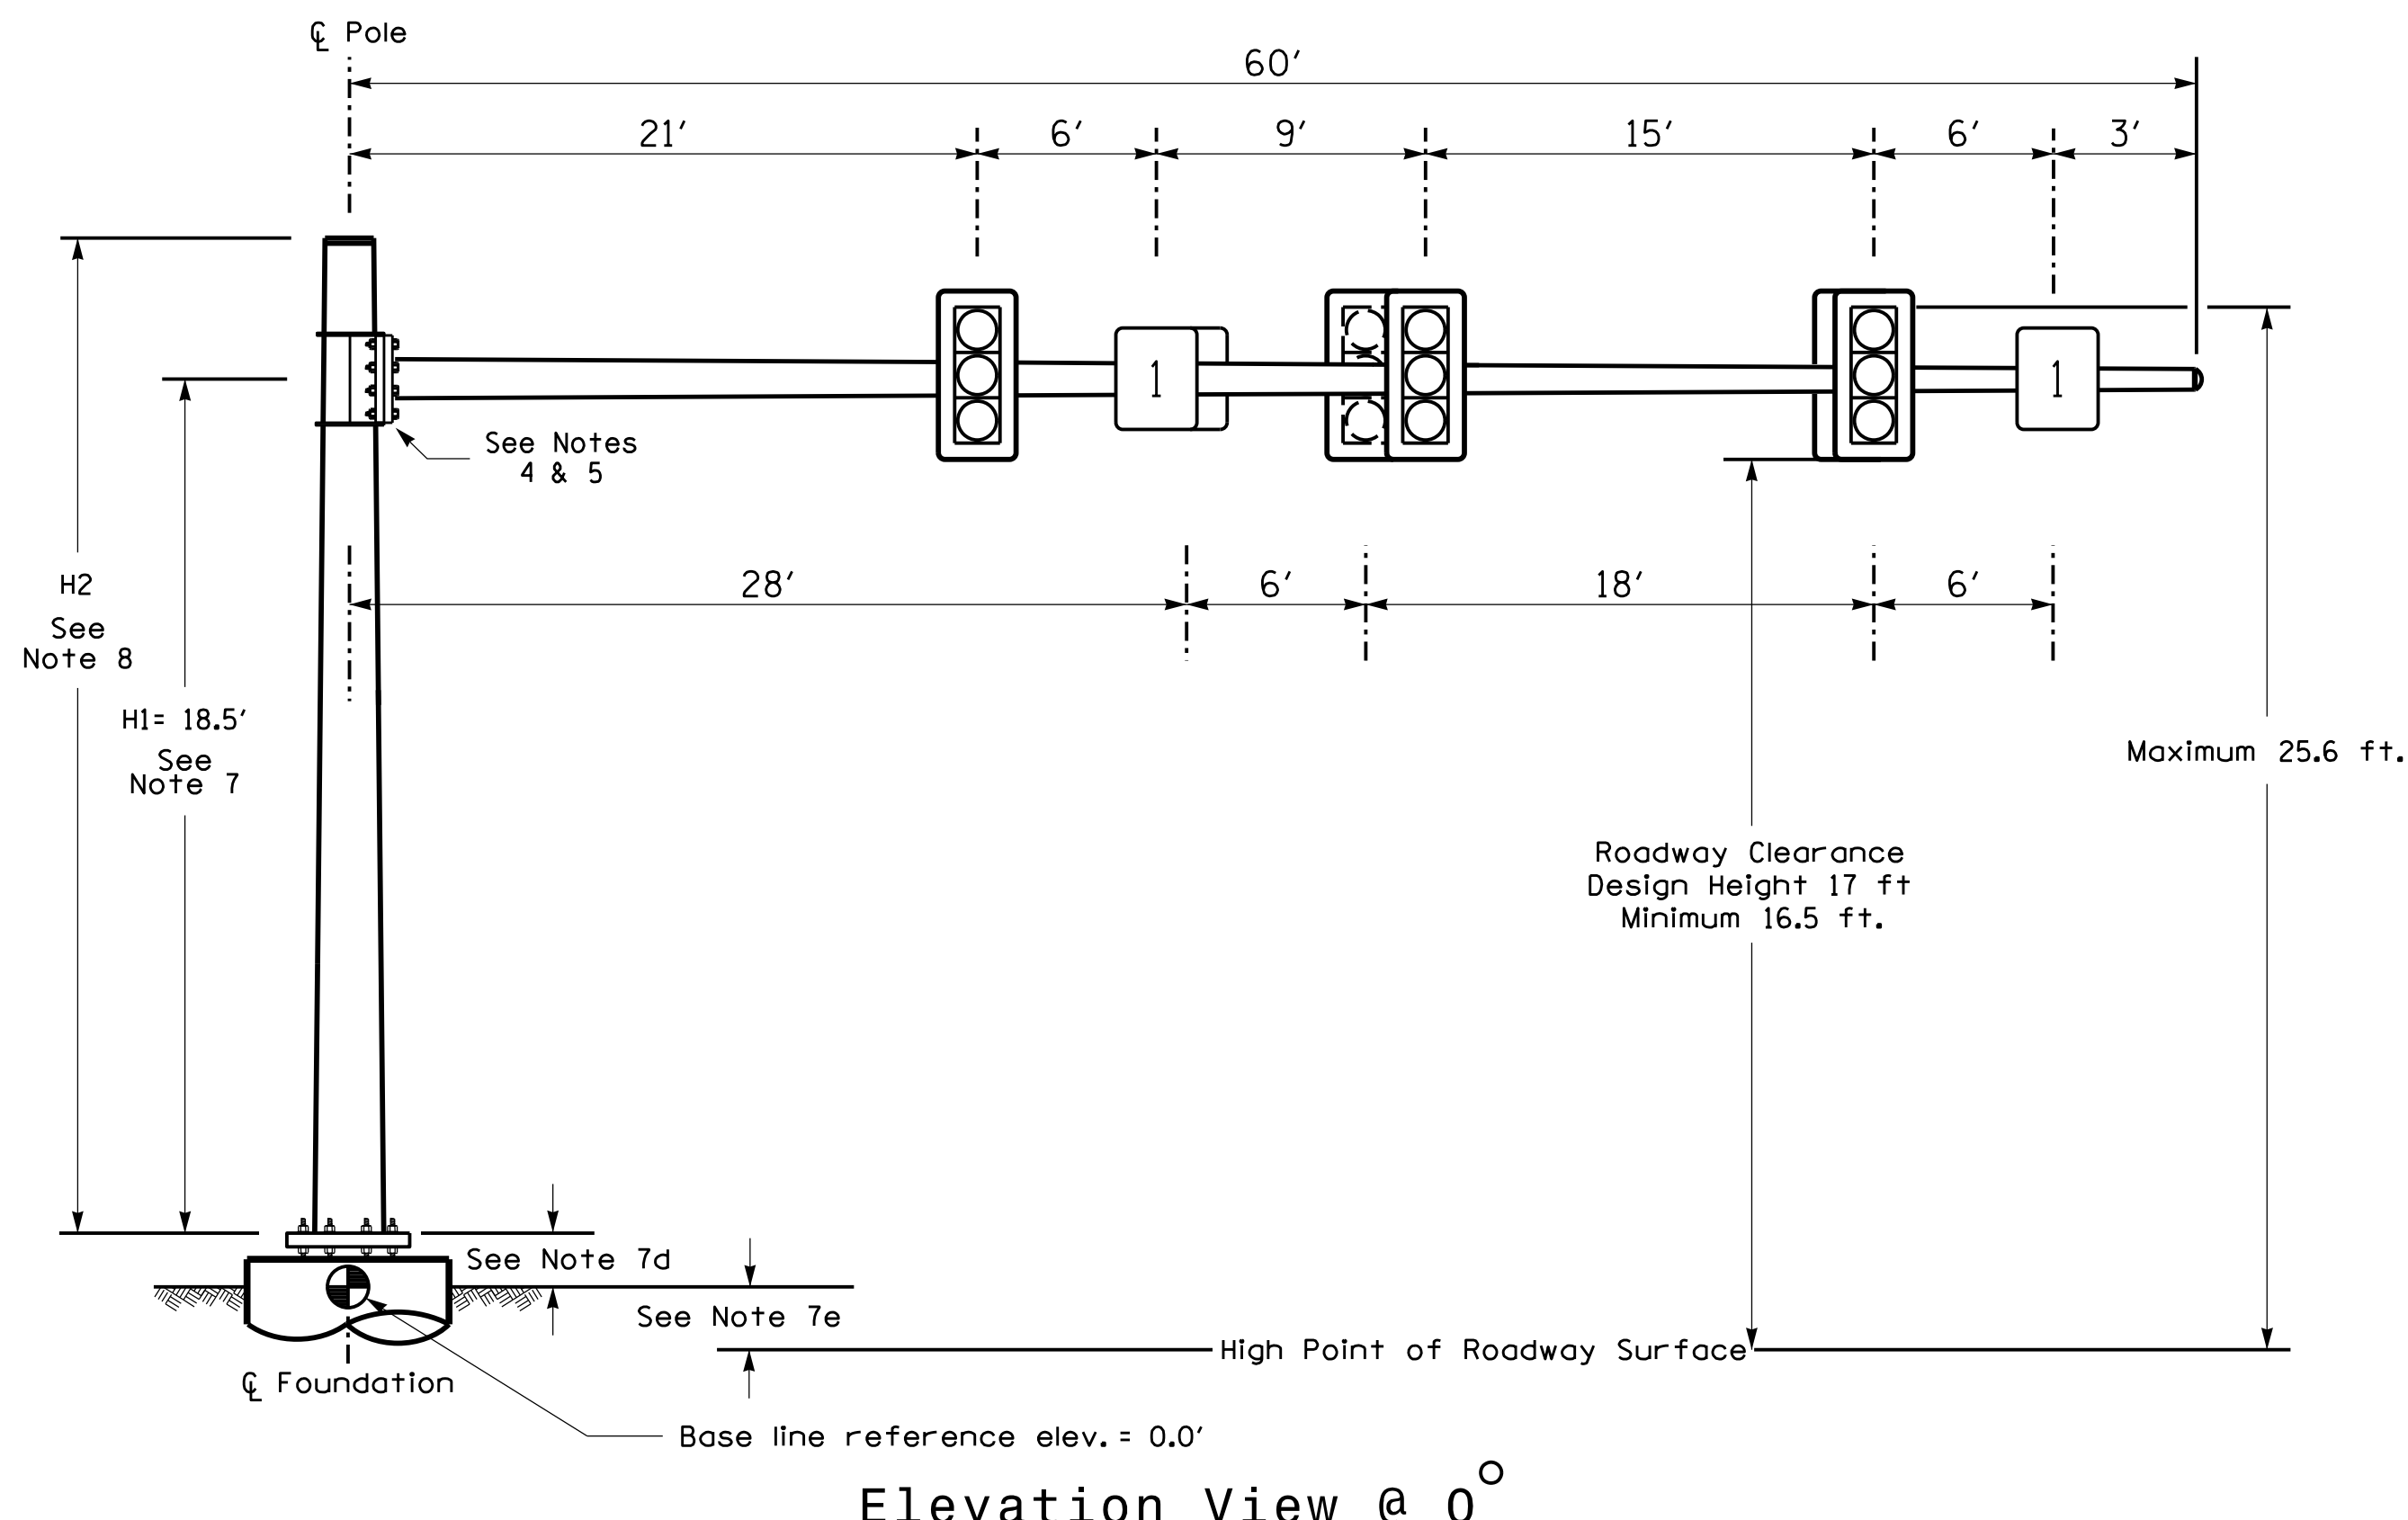 ℄ Pole
60′
21′ 6′ 9′ 15′ 6′ 3′
1 1
See Notes
4 & 5
28′ 6′ 18′ 6′
H2
See
Note 8
H1= 18.5′
See
Note 7
Maximum 25.6 ft.
Roadway Clearance
Design Height 17 ft
Minimum 16.5 ft.
See Note 7d
See Note 7e
High Point of Roadway Surface
℄ Foundation
Base line reference elev. = 0.0′
Elevation View @ 0°